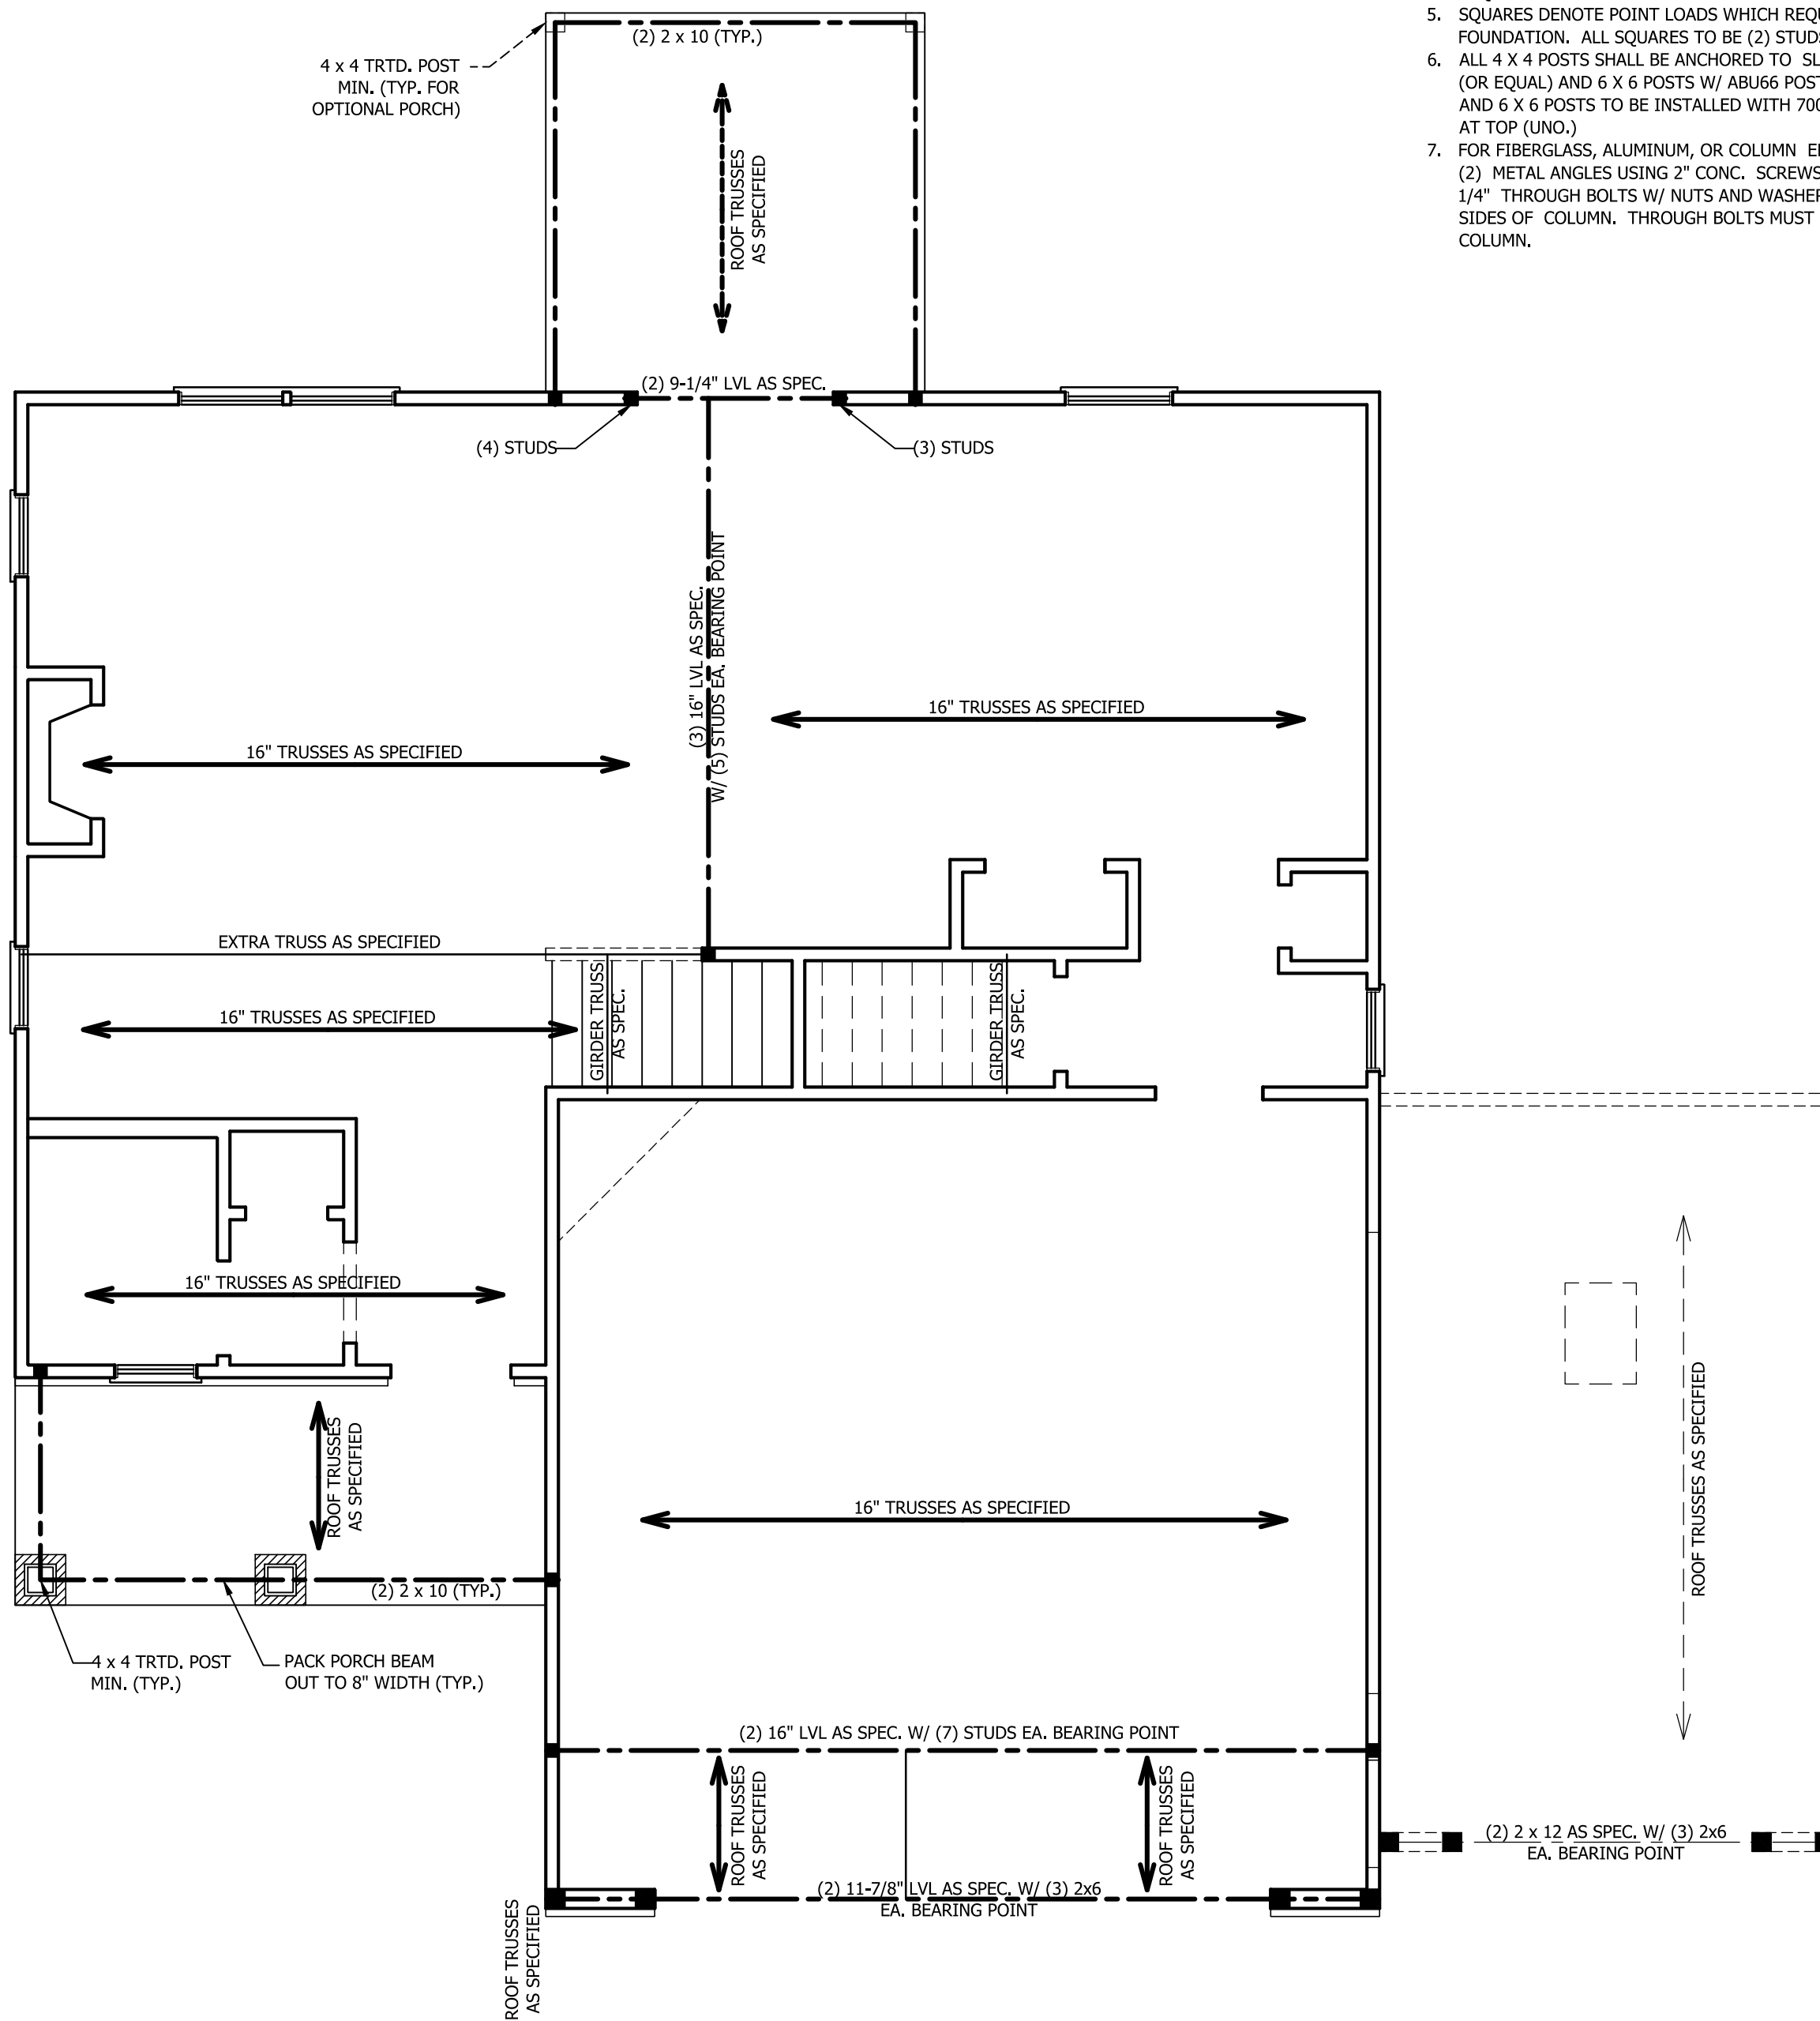 5. SQUARES DENOTE POINT LOADS WHICH
FOUNDATION. ALL SQUARES TO BE (2)
6. ALL 4 X 4 POSTS SHALL BE ANCHORED TO
(OR EQUAL) AND 6 X 6 POSTS W/ ABU66
AND 6 X 6 POSTS TO BE INSTALLED WITH
AT TOP (UNO.)
7. FOR FIBERGLASS, ALUMINUM, OR COLUMN
(2) METAL ANGLES USING 2" CONC. SCREWS
1/4" THROUGH BOLTS W/ NUTS AND
SIDES OF COLUMN. THROUGH BOLTS MUST
COLUMN.
(2) 2 x 10 (TYP.)
4 x 4 TRTD. POST
MIN. (TYP. FOR
OPTIONAL PORCH)
ROOF TRUSSES
AS SPECIFIED
(2) 9-1/4" LVL AS SPEC.
(4) STUDS
(3) STUDS
(3) 16" LVL AS SPEC.
W/ (5) STUDS EA. BEARING POINT
16" TRUSSES AS SPECIFIED
16" TRUSSES AS SPECIFIED
EXTRA TRUSS AS SPECIFIED
16" TRUSSES AS SPECIFIED
GIRDER TRUSS
AS SPEC.
GIRDER TRUSS
AS SPEC.
16" TRUSSES AS SPECIFIED
ROOF TRUSSES
AS SPECIFIED
ROOF TRUSSES AS SPECIFIED
16" TRUSSES AS SPECIFIED
(2) 2 x 10 (TYP.)
4 x 4 TRTD. POST
MIN. (TYP.)
PACK PORCH BEAM
OUT TO 8" WIDTH (TYP.)
(2) 16" LVL AS SPEC. W/ (7) STUDS EA. BEARING POINT
ROOF TRUSSES
AS SPECIFIED
ROOF TRUSSES
AS SPECIFIED
(2) 2 x 12 AS SPEC. W/ (3) 2x6
EA. BEARING POINT
(2) 11-7/8" LVL AS SPEC. W/ (3) 2x6
EA. BEARING POINT
ROOF TRUSSES
AS SPECIFIED